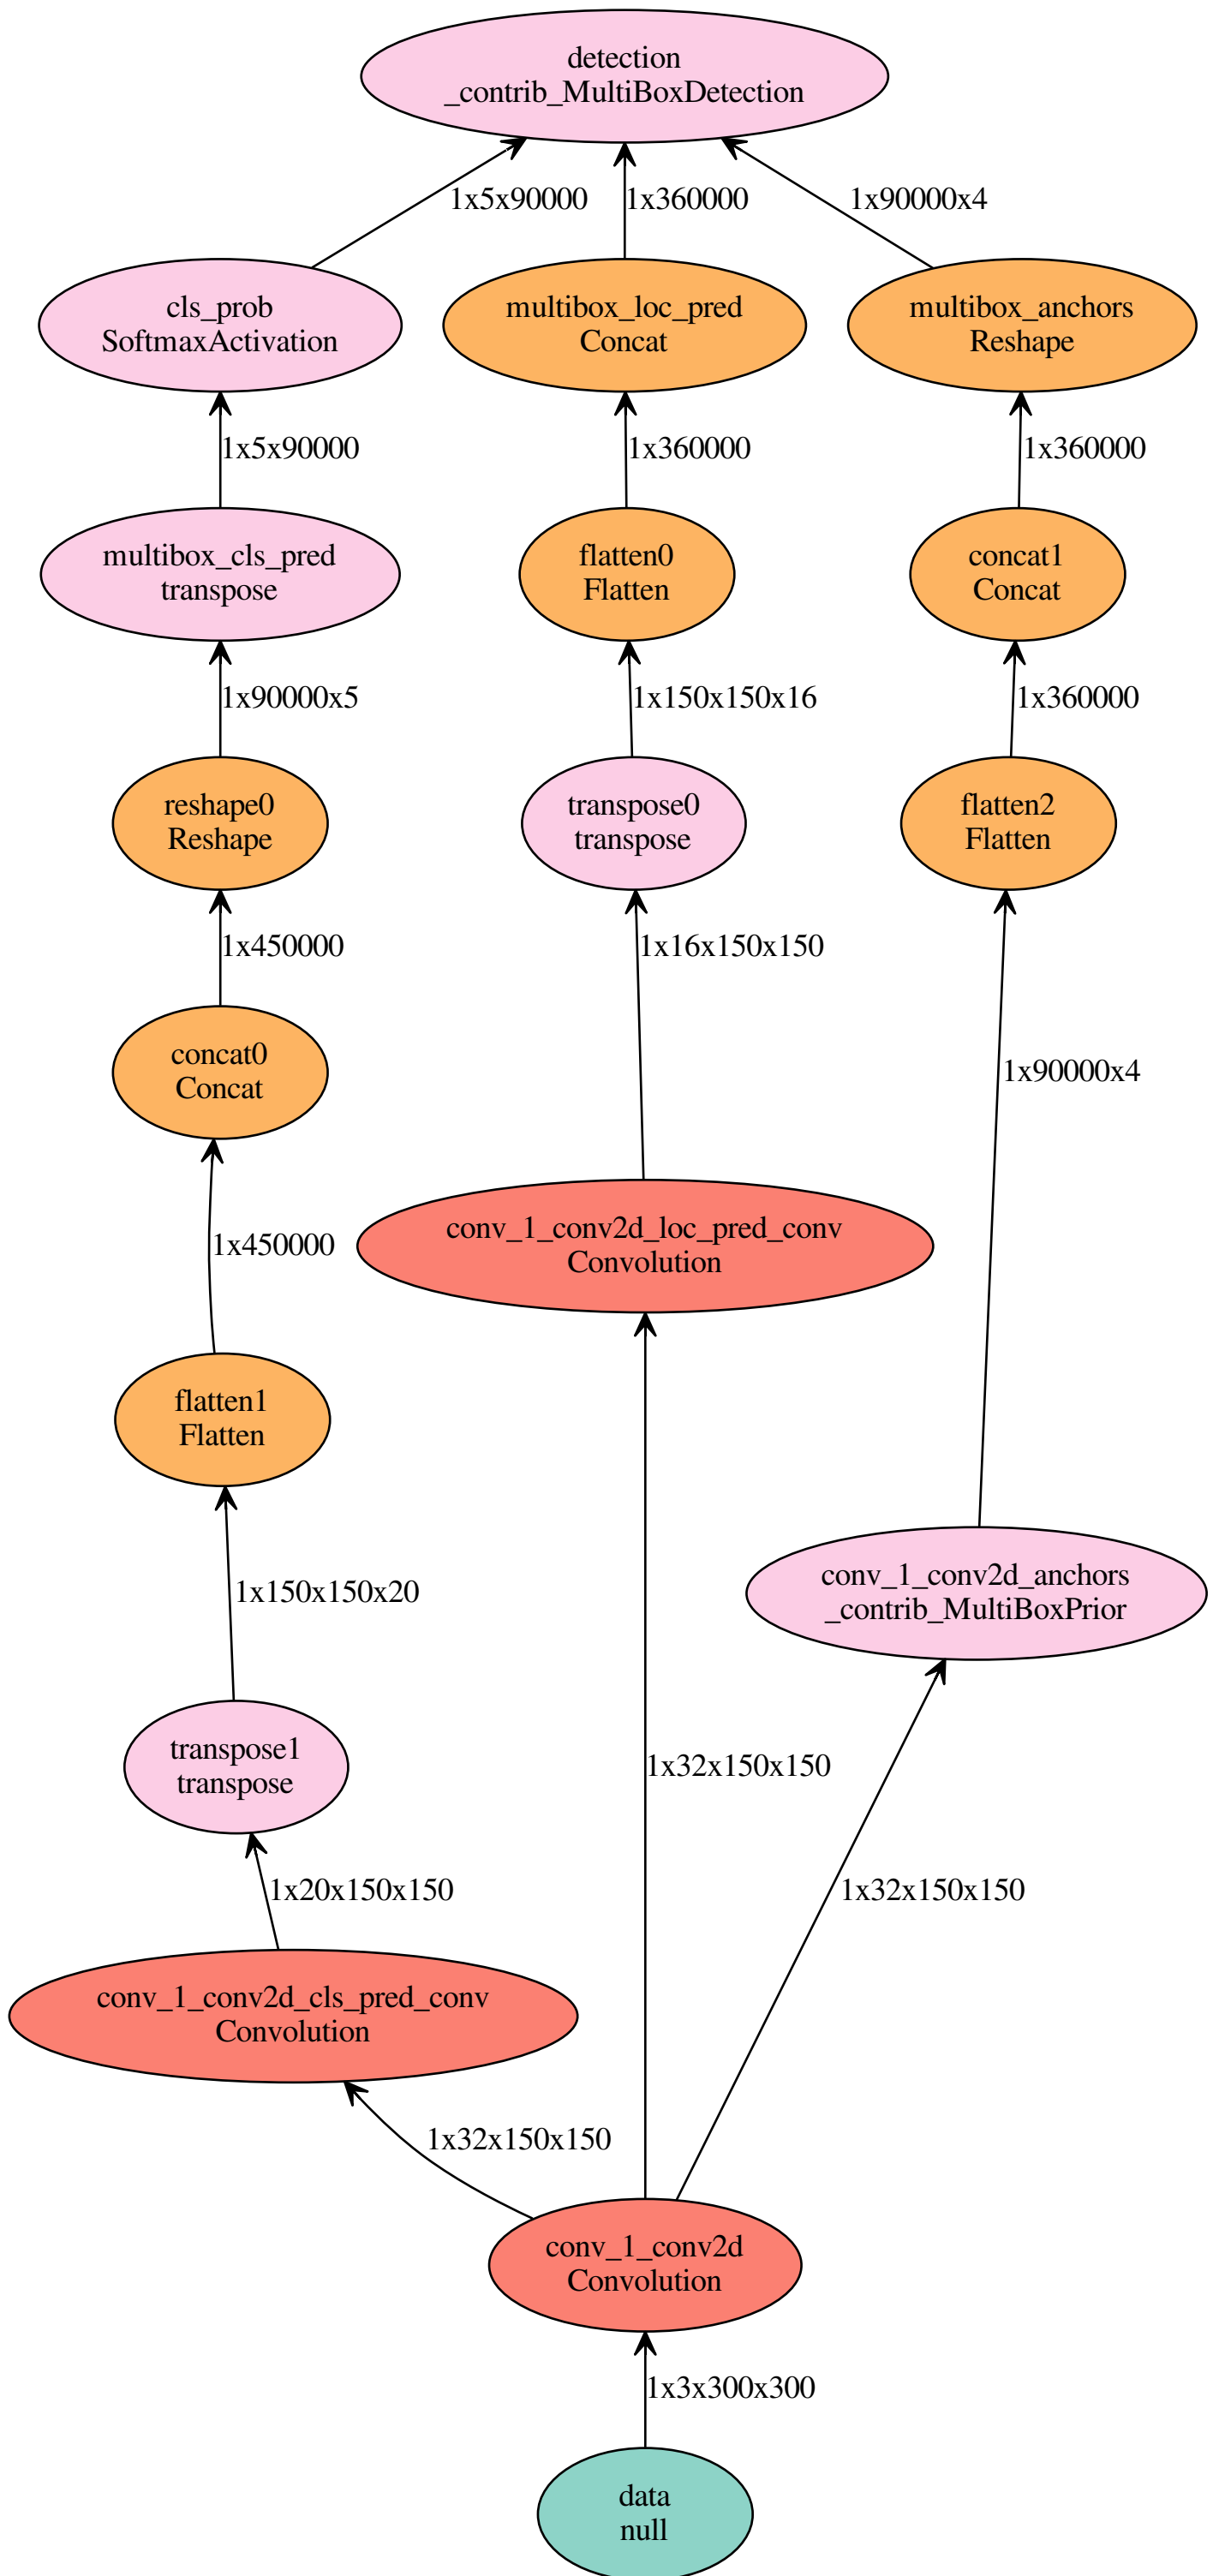 detection
_contrib_MultiBoxDetection
1x5x90000
1x360000
1x90000x4
cls_prob
SoftmaxActivation
multibox_loc_pred
Concat
multibox_anchors
Reshape
1x5x90000
1x360000
1x360000
multibox_cls_pred
transpose
flatten0
Flatten
concat1
Concat
1x90000x5
1x150x150x16
1x360000
reshape0
Reshape
transpose0
transpose
flatten2
Flatten
1x450000
1x16x150x150
concat0
Concat
1x90000x4
1x450000
conv_1_conv2d_loc_pred_conv
Convolution
flatten1
Flatten
1x150x150x20
conv_1_conv2d_anchors
_contrib_MultiBoxPrior
transpose1
transpose
1x32x150x150
1x20x150x150
1x32x150x150
conv_1_conv2d_cls_pred_conv
Convolution
1x32x150x150
conv_1_conv2d
Convolution
1x3x300x300
data
null